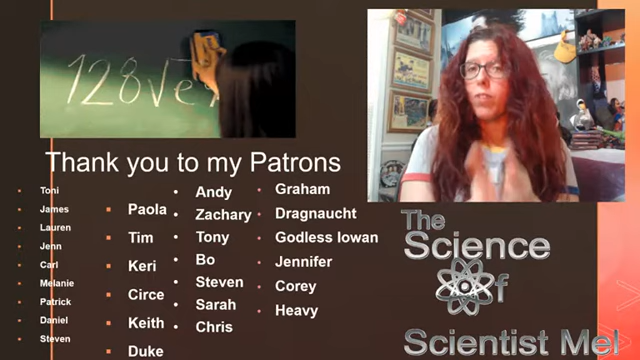 128√e
Thank you to my Patrons
Toni
James
Lauren
Jenn
Carl
Melanie
Patrick
Daniel
Steven
Paola
Tim
Keri
Circe
Keith
Duke
Andy
Zachary
Tony
Bo
Steven
Sarah
Chris
Graham
Dragnaucht
Godless Iowan
Jennifer
Corey
Heavy
The
Science
Of
Scientist Mel